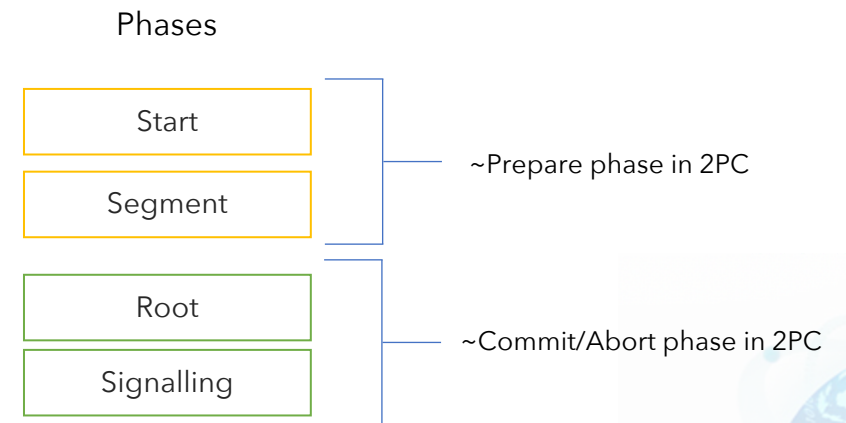 Phases
Start
Segment
~Prepare phase in 2PC
Root
Signalling
~Commit/Abort phase in 2PC